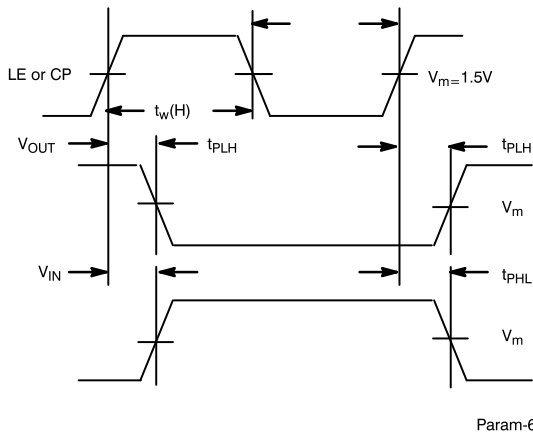 LE or CP
Vm=1.5V
tw(H)
VOUT
tPLH
tPLH
Vm
VIN
tPHL
Vm
Param-6